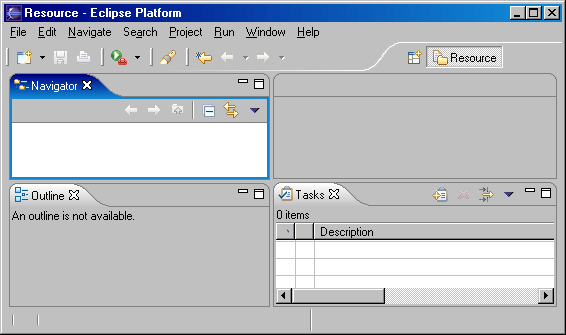 Resource - Eclipse Platform
File Edit Navigate Search Project Run Window Help
Resource
Navigator
Outline
An outline is not available.
Tasks
0 items
Description